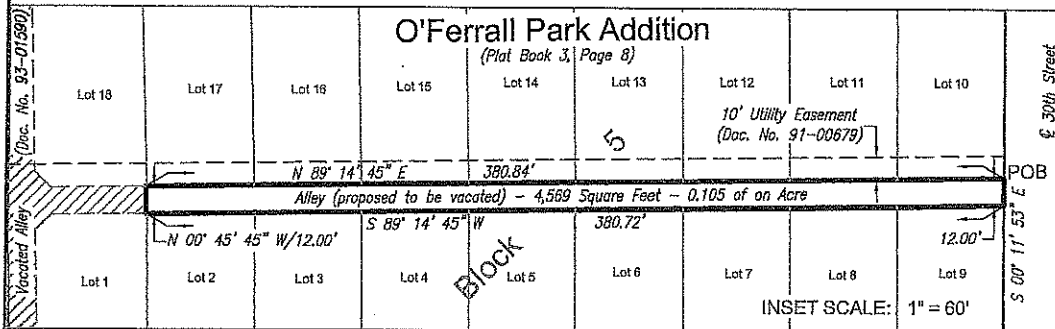 O'Ferrall Park Addition
(Plat Book 3, Page 8)
(Doc. No. 93-01590)
Vacated Alley
Lot 18
Lot 17
Lot 16
Lot 15
Lot 14
Lot 13
Lot 12
Lot 11
Lot 10
℄ 30th Street
10' Utility Easement
(Doc. No. 91-00679)
5
N 89° 14' 45" E 380.84'
POB
Alley (proposed to be vacated) - 4,569 Square Feet - 0.105 of on Acre
S 89° 14' 45" W 380.72'
N 00° 45' 45" W/12.00'
12.00'
S 00° 11' 53" E
Block
Lot 1
Lot 2
Lot 3
Lot 4
Lot 5
Lot 6
Lot 7
Lot 8
Lot 9
INSET SCALE: 1" = 60'